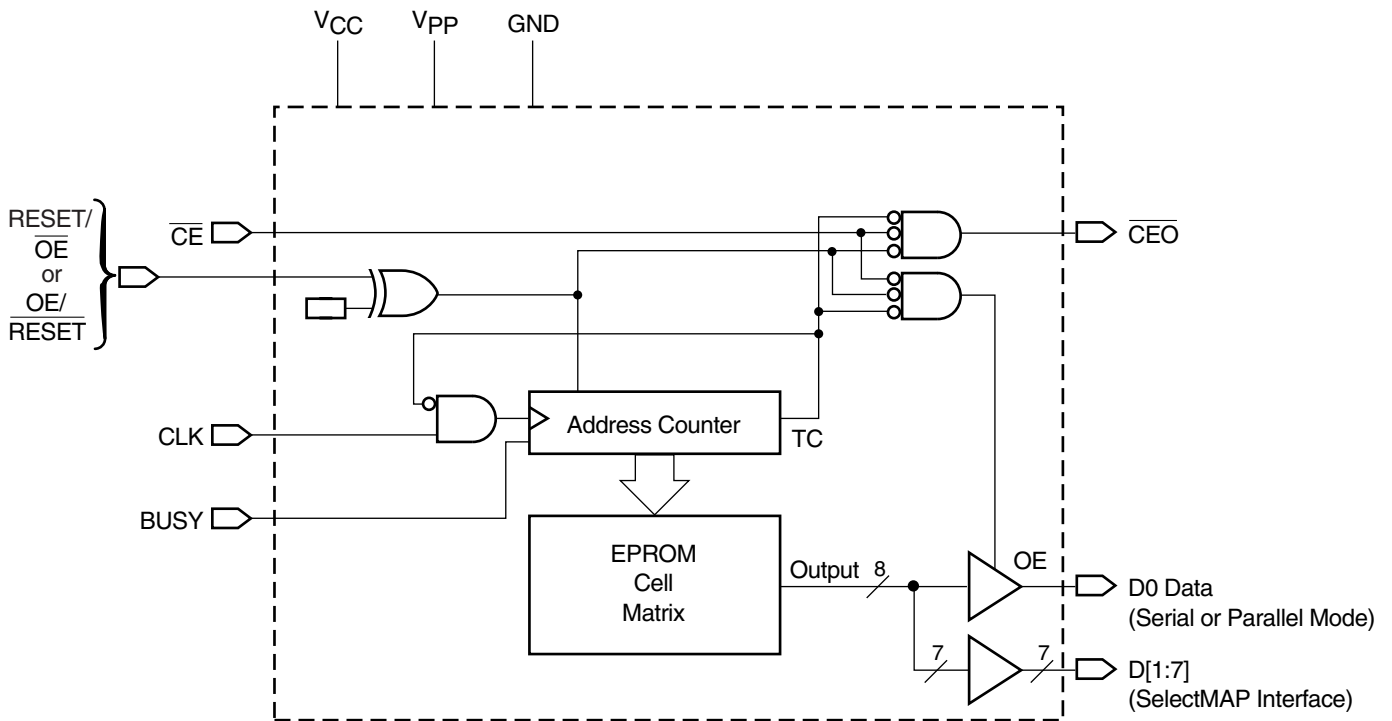 VCC
VPP
GND
RESET/
OE
or
OE/
RESET
CE
CEO
CLK
Address Counter
TC
BUSY
EPROM
Cell
Matrix
Output
8
OE
D0 Data
(Serial or Parallel Mode)
7
7
D[1:7]
(SelectMAP Interface)